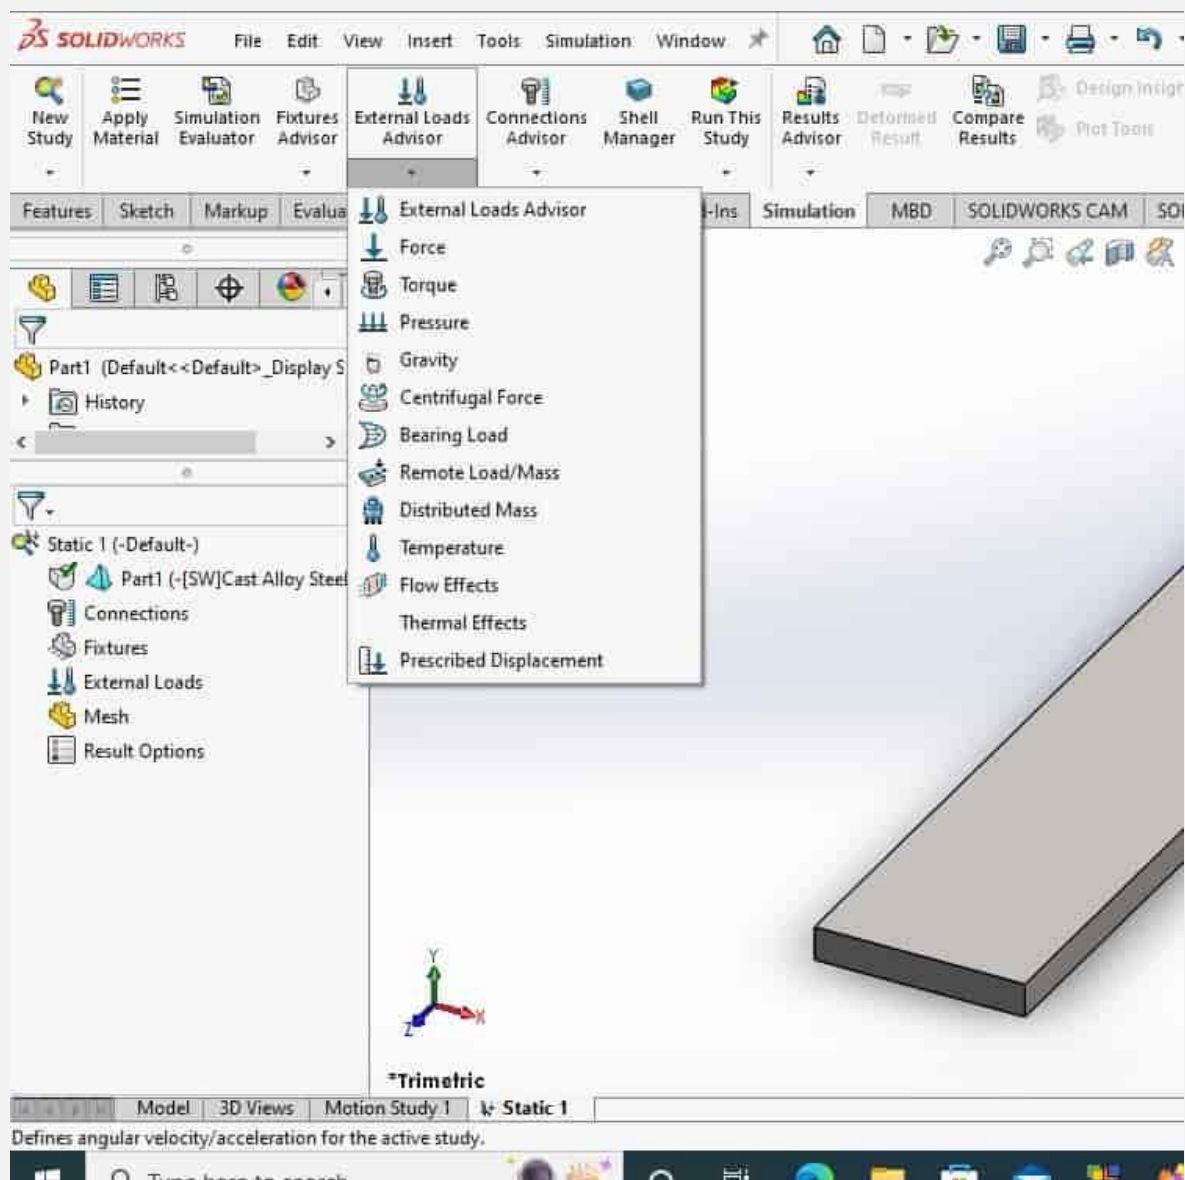 SOLIDWORKS File Edit View Insert Tools Simulation Window
New Study
Apply Material
Simulation Evaluator
Fixtures Advisor
External Loads Advisor
Connections Advisor
Shell Manager
Run This Study
Results Advisor
Deformed Result
Compare Results
Design Insight
Plot Tools
Features Sketch Markup Evalua -Ins Simulation MBD SOLIDWORKS CAM SO
External Loads Advisor
Force
Torque
Pressure
Gravity
Centrifugal Force
Bearing Load
Remote Load/Mass
Distributed Mass
Temperature
Flow Effects
Thermal Effects
Prescribed Displacement
Part1 (Default<<Default>_Display S
History
Static 1 (-Default-)
Part1 (-[SW]Cast Alloy Steel
Connections
Fixtures
External Loads
Mesh
Result Options
Y
X
Z
*Trimetric
Model 3D Views Motion Study 1 Static 1
Defines angular velocity/acceleration for the active study.
Type here to search